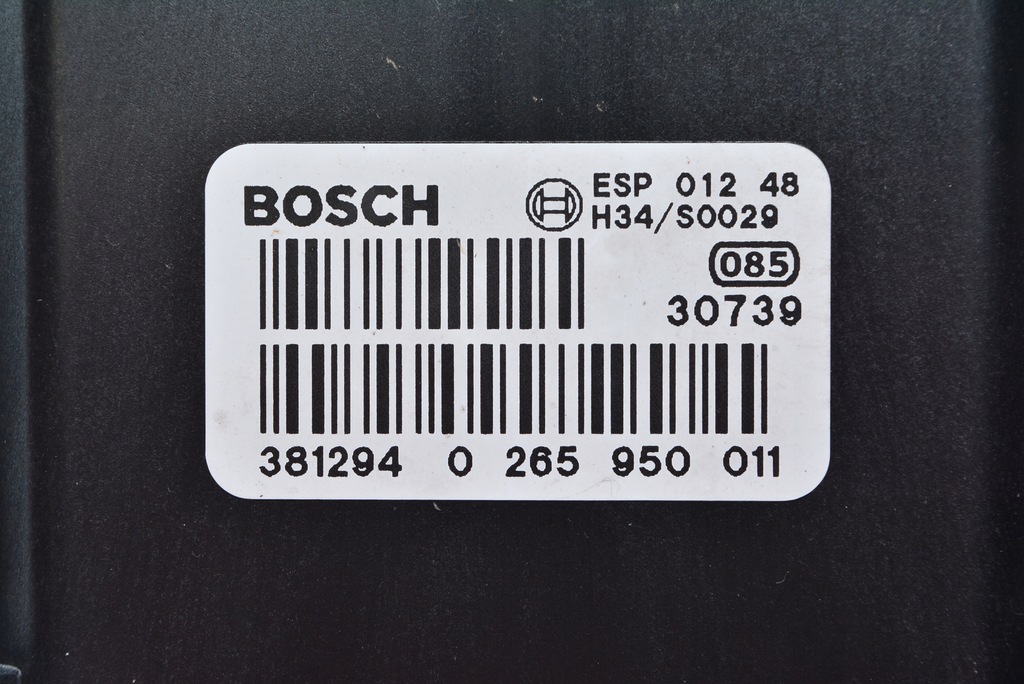 BOSCH
ESP 012 48
H34/S0029
085
30739
381294 0 265 950 011